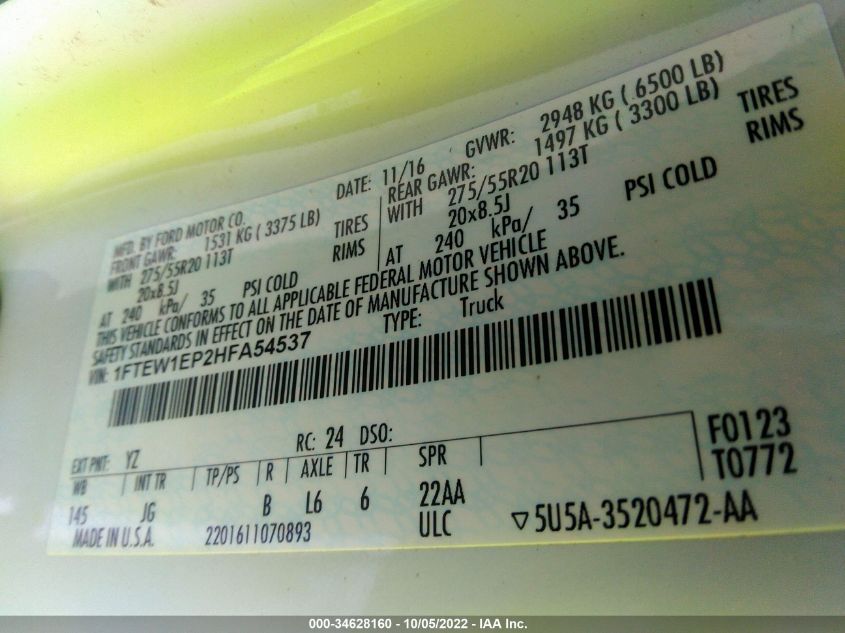 MFD. BY FORD MOTOR CO. DATE: 11/16 GVWR: 2948 KG ( 6500 LB)
FRONT GAWR: 1531 KG ( 3375 LB) REAR GAWR: 1497 KG ( 3300 LB)
WITH 275/55R20 113T TIRES WITH 275/55R20 113T TIRES
20x8.5J RIMS 20x8.5J RIMS
AT 240 kPa/ 35 PSI COLD AT 240 kPa/ 35 PSI COLD
THIS VEHICLE CONFORMS TO ALL APPLICABLE FEDERAL MOTOR VEHICLE
SAFETY STANDARDS IN EFFECT ON THE DATE OF MANUFACTURE SHOWN ABOVE.
VIN: 1FTEW1EP2HFA54537 TYPE: Truck
EXT PNT: YZ RC: 24 DSO: F0123
WB INT TR TP/PS R AXLE TR SPR T0772
145 JG B L6 6 22AA
MADE IN U.S.A. 2201611070893 ULC ▽5U5A-3520472-AA
000-34628160 - 10/05/2022 - IAA Inc.